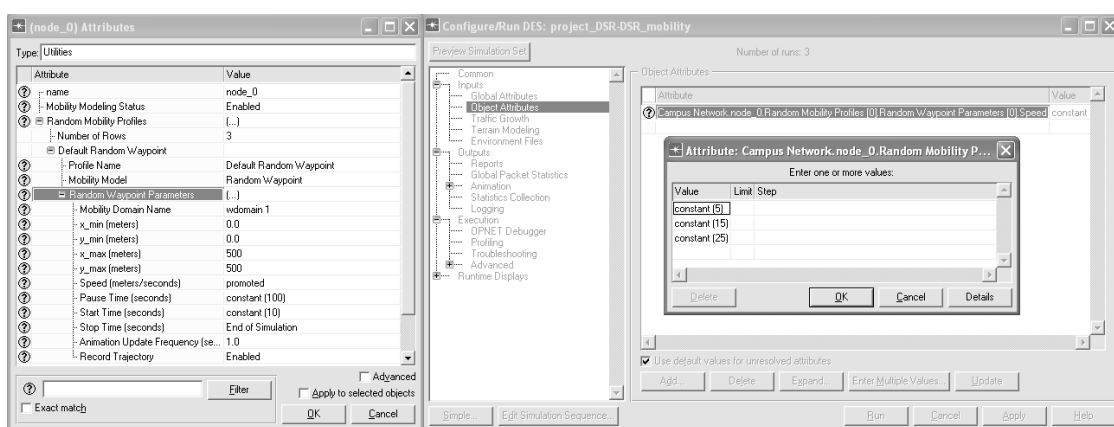 (node_0) Attributes
Type: Utilities
Attribute Value
name node_0
Mobility Modeling Status Enabled
Random Mobility Profiles (...)
Number of Rows 3
Default Random Waypoint
Profile Name Default Random Waypoint
Mobility Model Random Waypoint
Random Waypoint Parameters (...)
Mobility Domain Name wdomain 1
x_min (meters) 0.0
y_min (meters) 0.0
x_max (meters) 500
y_max (meters) 500
Speed (meters/seconds) promoted
Pause Time (seconds) constant (100)
Start Time (seconds) constant (10)
Stop Time (seconds) End of Simulation
Animation Update Frequency (se... 1.0
Record Trajectory Enabled
Advanced
Filter
Apply to selected objects
Exact match
OK Cancel
Configure/Run DES: project_DSR-DSR_mobility
Preview Simulation Set
Number of runs: 3
Common
Inputs
Global Attributes
Object Attributes
Traffic Growth
Terrain Modeling
Environment Files
Outputs
Reports
Global Packet Statistics
Animation
Statistics Collection
Logging
Execution
OPNET Debugger
Profiling
Troubleshooting
Advanced
Runtime Displays
Object Attributes
Attribute Value
Campus Network.node_0.Random Mobility Profiles [0].Random Waypoint Parameters [0].Speed constant
Attribute: Campus Network.node_0.Random Mobility P...
Enter one or more values:
Value Limit Step
constant (5)
constant (15)
constant (25)
Delete OK Cancel Details
Use default values for unresolved attributes
Add... Delete Expand... Enter Multiple Values... Update
Simple... Edit Simulation Sequence... Run Cancel Apply Help